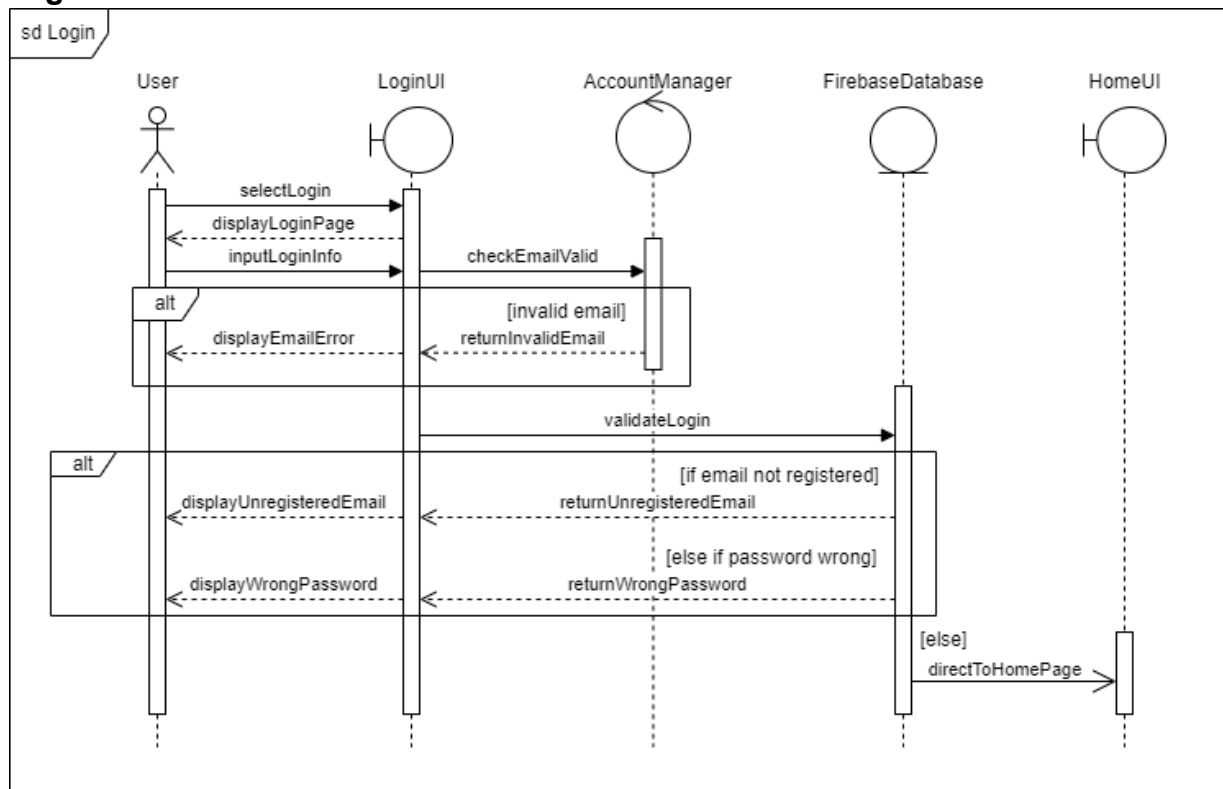 sd Login
User
LoginUI
AccountManager
FirebaseDatabase
HomeUI
selectLogin
displayLoginPage
inputLoginInfo
checkEmailValid
alt
[invalid email]
displayEmailError
returnInvalidEmail
validateLogin
alt
[if email not registered]
displayUnregisteredEmail
returnUnregisteredEmail
[else if password wrong]
displayWrongPassword
returnWrongPassword
[else]
directToHomePage